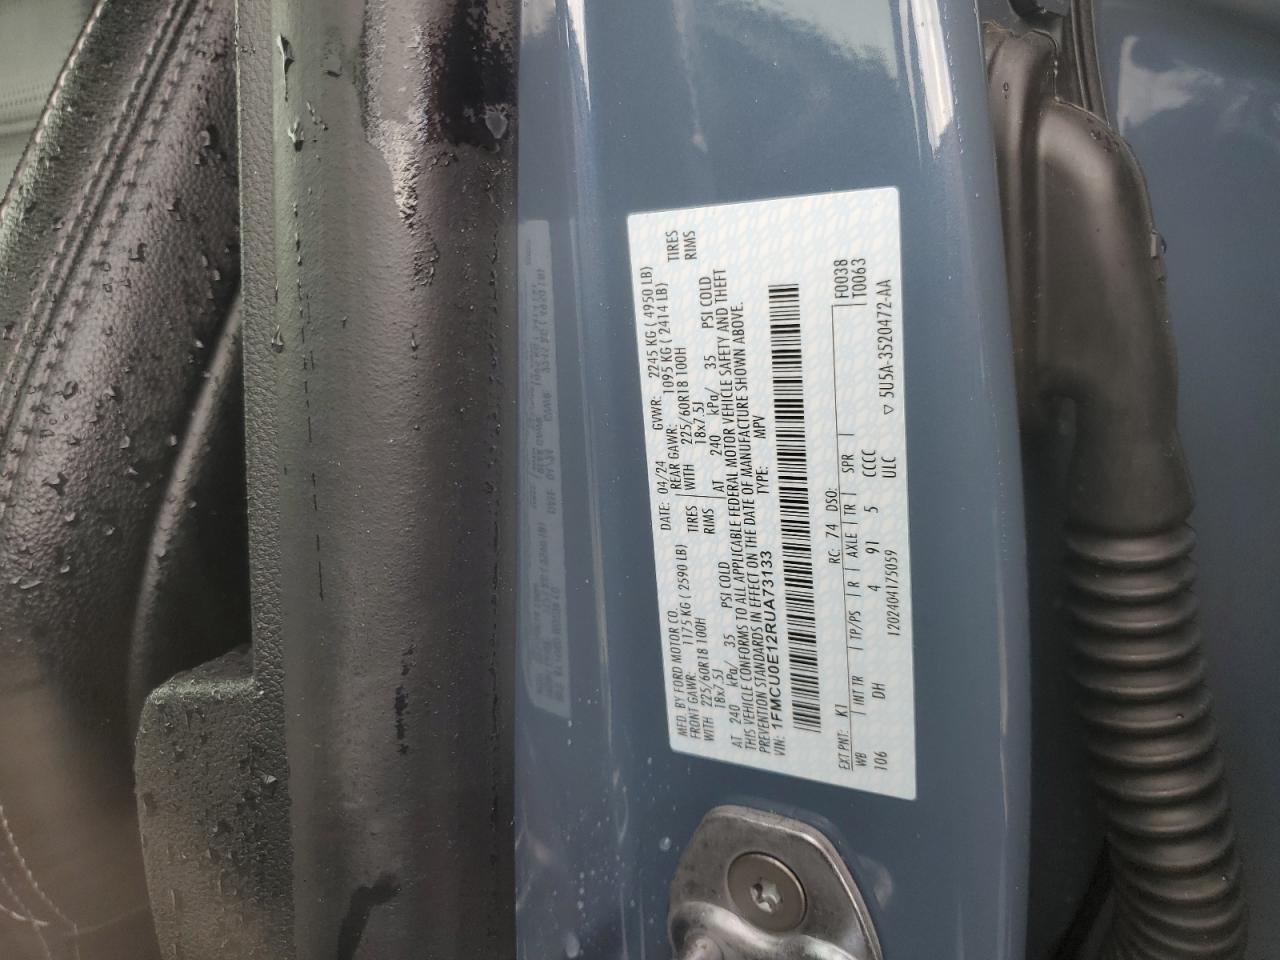 MFD. BY FORD MOTOR CO.
DATE: 04/24 GVWR: 2245 KG ( 4950 LB)
FRONT GAWR: 1175 KG ( 2590 LB) REAR GAWR: 1095 KG ( 2414 LB)
WITH 225/60R18 100H TIRES WITH 225/60R18 100H TIRES
18x7.5J RIMS 18x7.5J RIMS
AT 240 kPa/ 35 PSI COLD AT 240 kPa/ 35 PSI COLD
THIS VEHICLE CONFORMS TO ALL APPLICABLE FEDERAL MOTOR VEHICLE SAFETY AND THEFT
PREVENTION STANDARDS IN EFFECT ON THE DATE OF MANUFACTURE SHOWN ABOVE.
VIN: 1FMCU0E12RUA73133 TYPE: MPV
EXT PNT: K1 RC: 74 DSO: F0038
WB INT TR TP/PS R AXLE TR SPR T0063
106 DH 4 91 5 CCCC
1202404175059 ULC ▽ 5U5A-3520472-AA